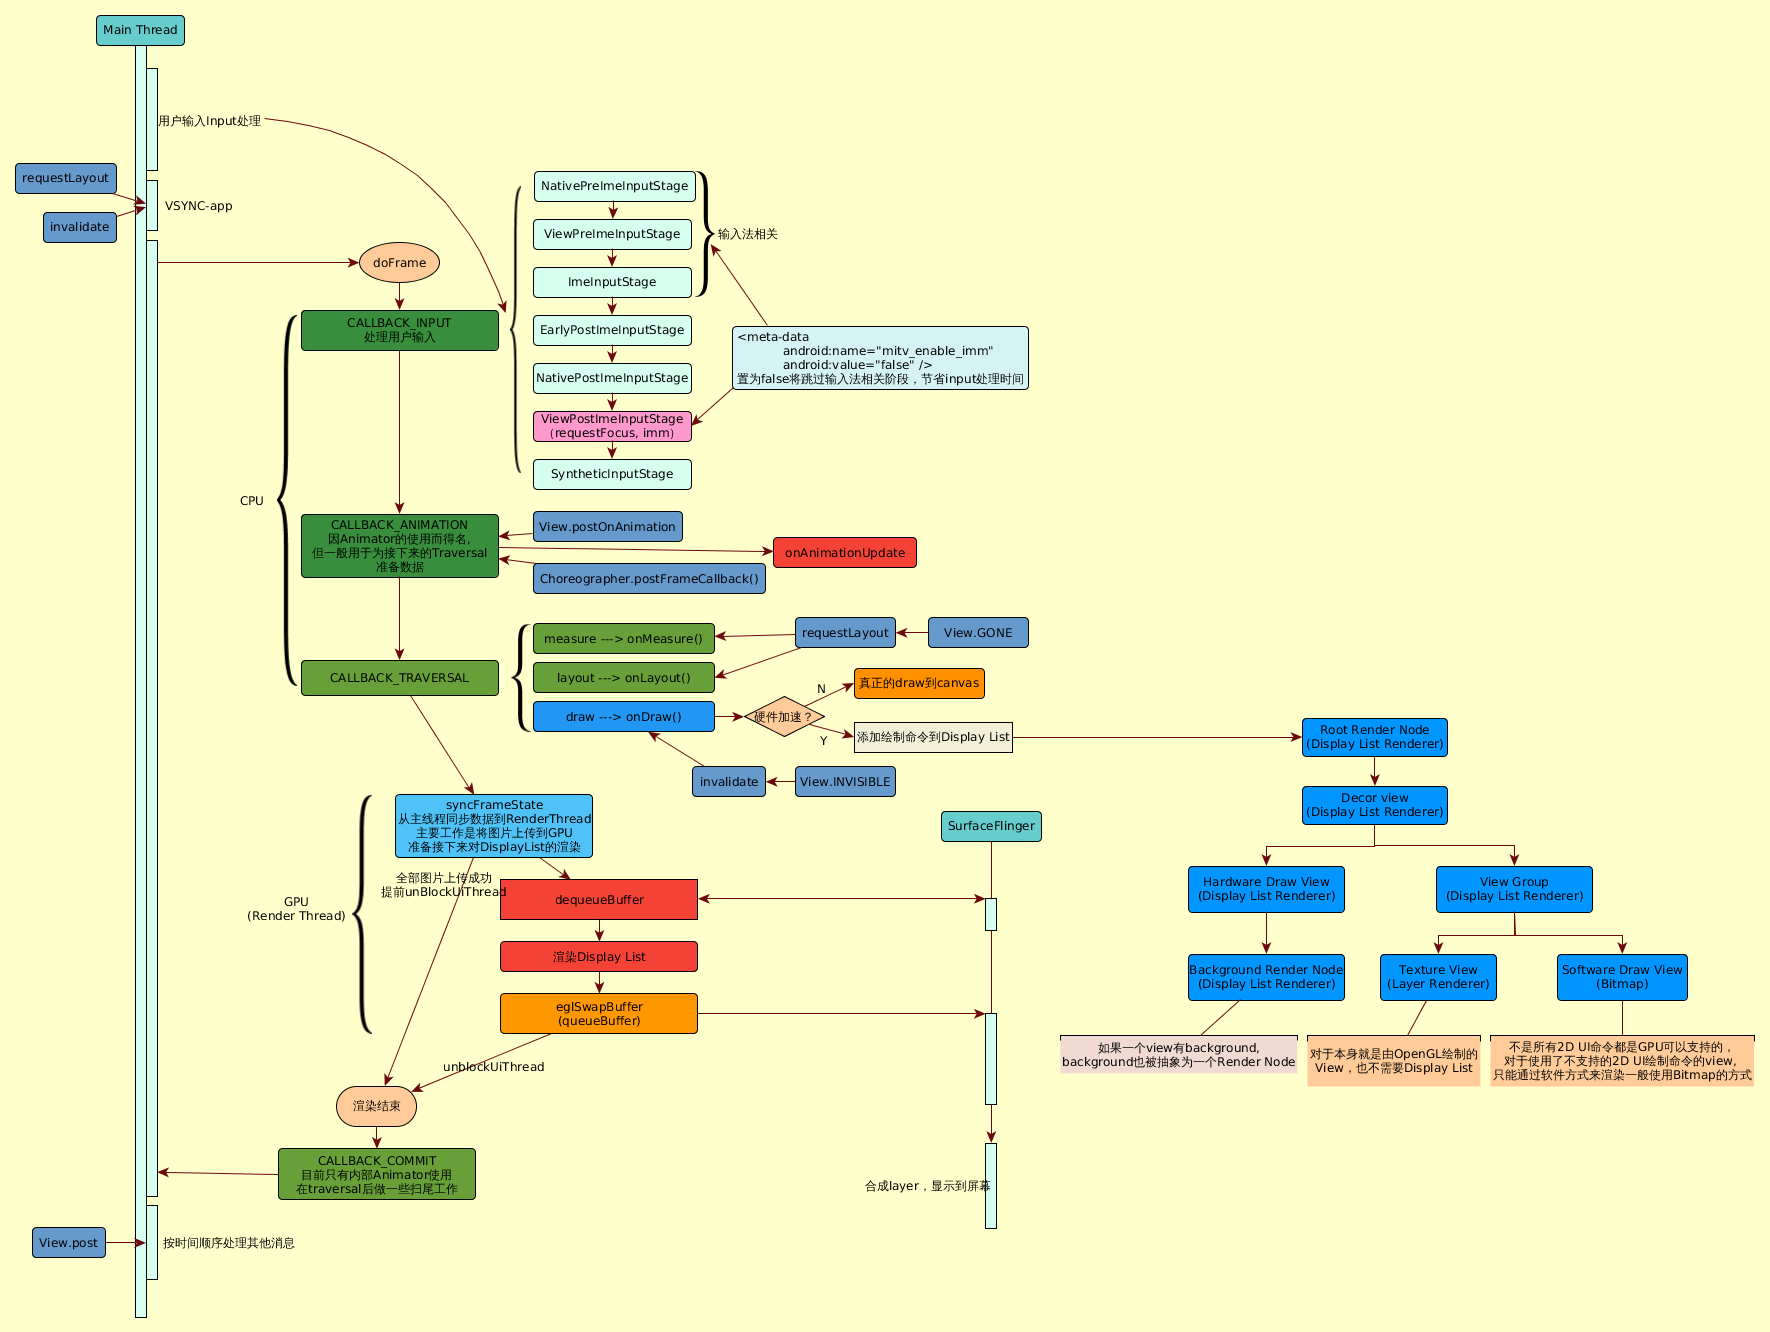 Main Thread
用户输入Input处理
requestLayout
VSYNC-app
invalidate
doFrame
CALLBACK_INPUT
处理用户输入
NativePreImeInputStage
ViewPreImeInputStage
输入法相关
ImeInputStage
EarlyPostImeInputStage
NativePostImeInputStage
ViewPostImeInputStage
（requestFocus, imm）
SyntheticInputStage
<meta-data
android:name="mitv_enable_imm"
android:value="false" />
置为false将跳过输入法相关阶段，节省input处理时间
CPU
CALLBACK_ANIMATION
因Animator的使用而得名,
但一般用于为接下来的Traversal
准备数据
View.postOnAnimation
onAnimationUpdate
Choreographer.postFrameCallback()
CALLBACK_TRAVERSAL
measure ---> onMeasure()
requestLayout
View.GONE
layout ---> onLayout()
draw ---> onDraw()
硬件加速？
N
真正的draw到canvas
Y
添加绘制命令到Display List
invalidate
View.INVISIBLE
Root Render Node
(Display List Renderer)
Decor view
(Display List Renderer)
Hardware Draw View
(Display List Renderer)
View Group
(Display List Renderer)
Background Render Node
(Display List Renderer)
Texture View
(Layer Renderer)
Software Draw View
(Bitmap)
如果一个view有background,
background也被抽象为一个Render Node
对于本身就是由OpenGL绘制的
View，也不需要Display List
不是所有2D UI命令都是GPU可以支持的，
对于使用了不支持的2D UI绘制命令的view,
只能通过软件方式来渲染一般使用Bitmap的方式
syncFrameState
从主线程同步数据到RenderThread
主要工作是将图片上传到GPU
准备接下来对DisplayList的渲染
SurfaceFlinger
全部图片上传成功
提前unBlockUiThread
GPU
(Render Thread)
dequeueBuffer
渲染Display List
eglSwapBuffer
(queueBuffer)
unblockUiThread
渲染结束
CALLBACK_COMMIT
目前只有内部Animator使用
在traversal后做一些扫尾工作
合成layer，显示到屏幕
View.post
按时间顺序处理其他消息